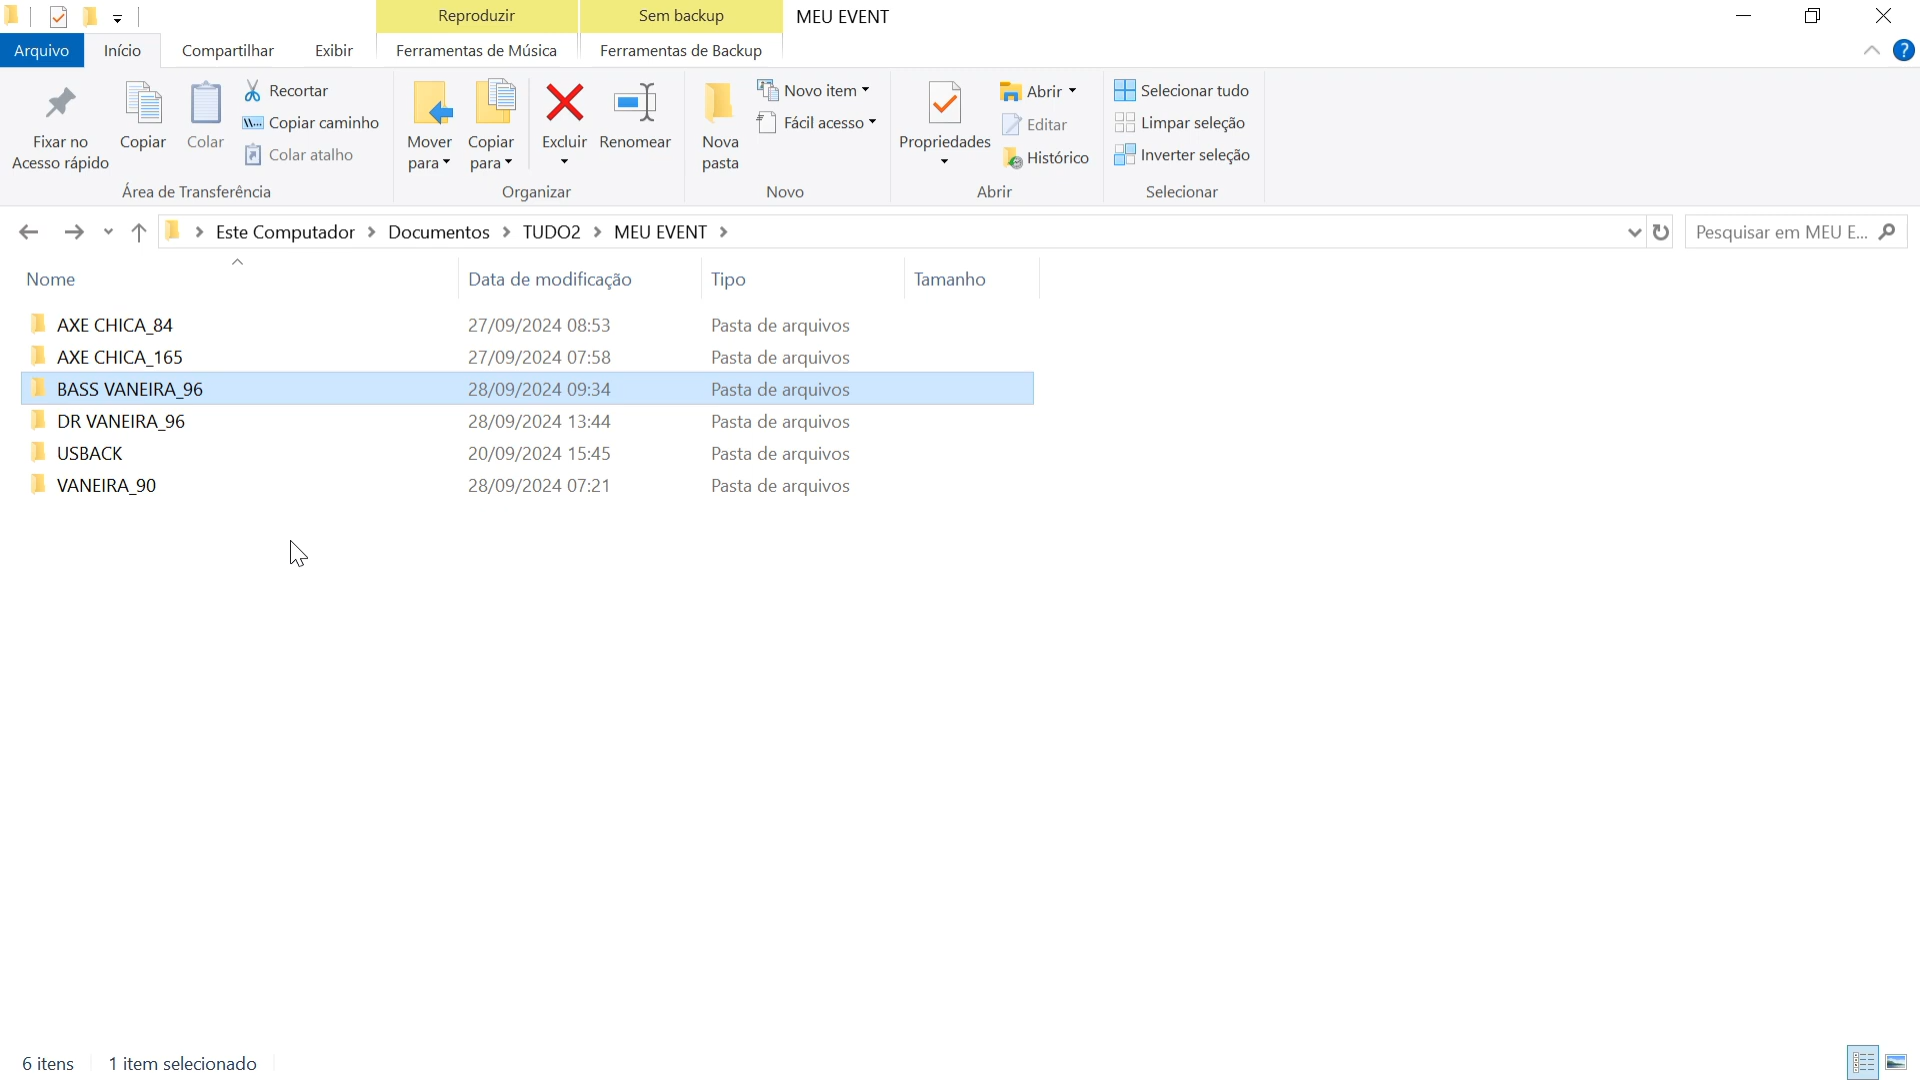 Reproduzir
Sem backup
MEU EVENT
Arquivo
Início
Compartilhar
Exibir
Ferramentas de Música
Ferramentas de Backup
?
Fixar no
Acesso rápido
Copiar
Colar
Recortar
Copiar caminho
Colar atalho
Área de Transferência
Mover
para
Copiar
para
Excluir
Renomear
Organizar
Nova
pasta
Novo item
Fácil acesso
Novo
Propriedades
Abrir
Editar
Histórico
Abrir
Selecionar tudo
Limpar seleção
Inverter seleção
Selecionar
Este Computador > Documentos > TUDO2 > MEU EVENT >
Pesquisar em MEU E...
Nome Data de modificação Tipo Tamanho
AXE CHICA_84 27/09/2024 08:53 Pasta de arquivos
AXE CHICA_165 27/09/2024 07:58 Pasta de arquivos
BASS VANEIRA_96 28/09/2024 09:34 Pasta de arquivos
DR VANEIRA_96 28/09/2024 13:44 Pasta de arquivos
USBACK 20/09/2024 15:45 Pasta de arquivos
VANEIRA_90 28/09/2024 07:21 Pasta de arquivos
6 itens 1 item selecionado